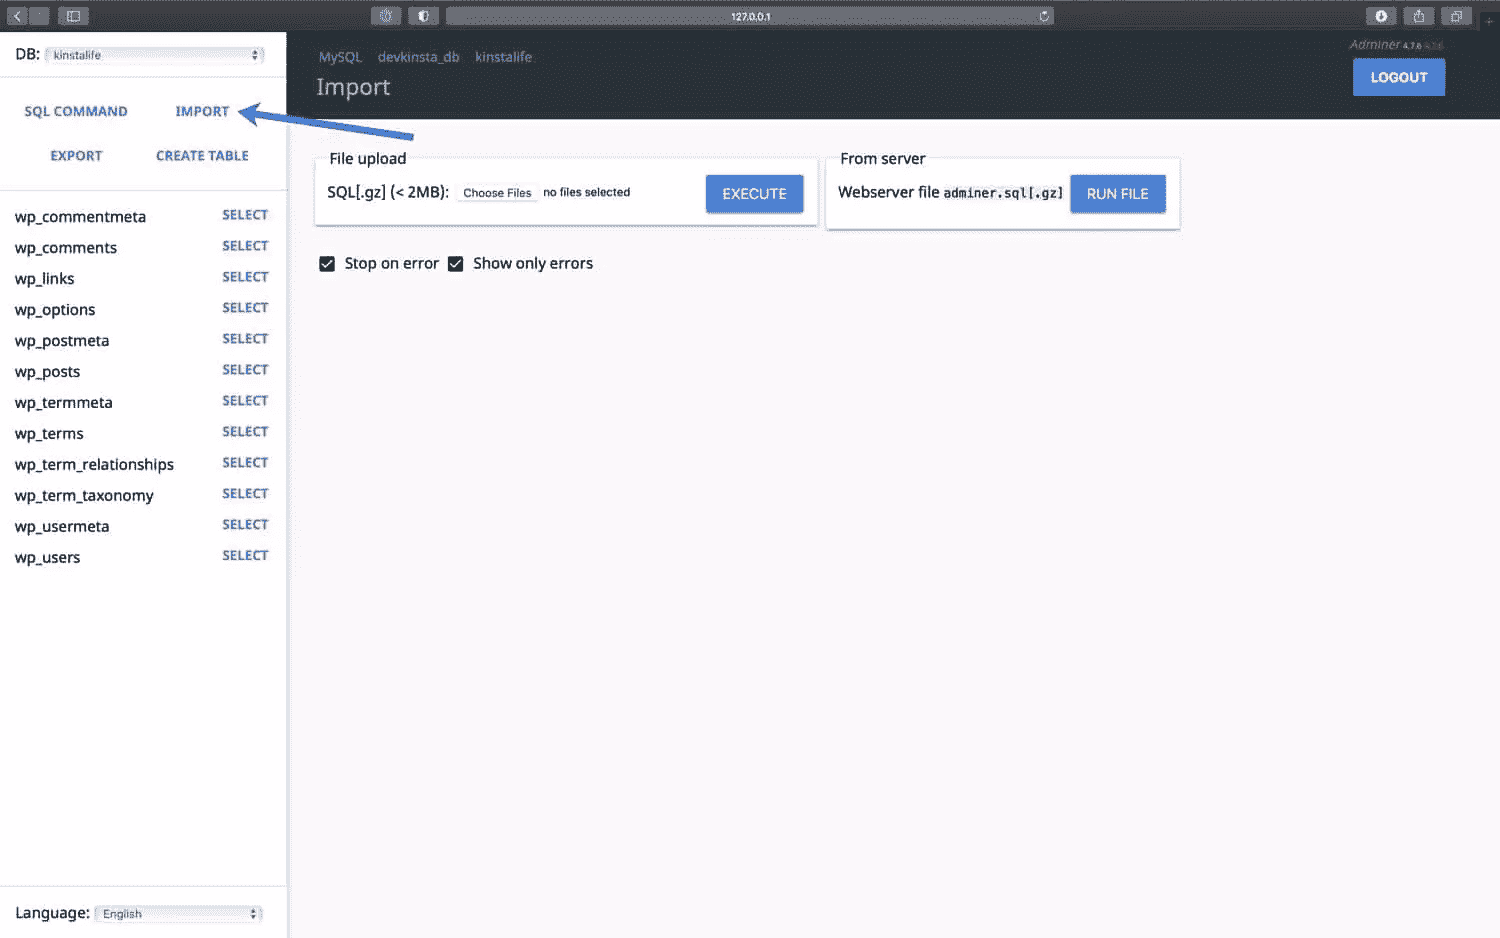 127.0.0.1
DB: kinstalife
SQL COMMAND IMPORT
EXPORT CREATE TABLE
wp_commentmeta SELECT
wp_comments SELECT
wp_links SELECT
wp_options SELECT
wp_postmeta SELECT
wp_posts SELECT
wp_termmeta SELECT
wp_terms SELECT
wp_term_relationships SELECT
wp_term_taxonomy SELECT
wp_usermeta SELECT
wp_users SELECT
Language: English
MySQL devkinsta_db kinstalife
Import
Adminer 4.7.6
LOGOUT
File upload
SQL[.gz] (< 2MB): Choose Files no files selected EXECUTE
From server
Webserver file adminer.sql[.gz] RUN FILE
Stop on error Show only errors